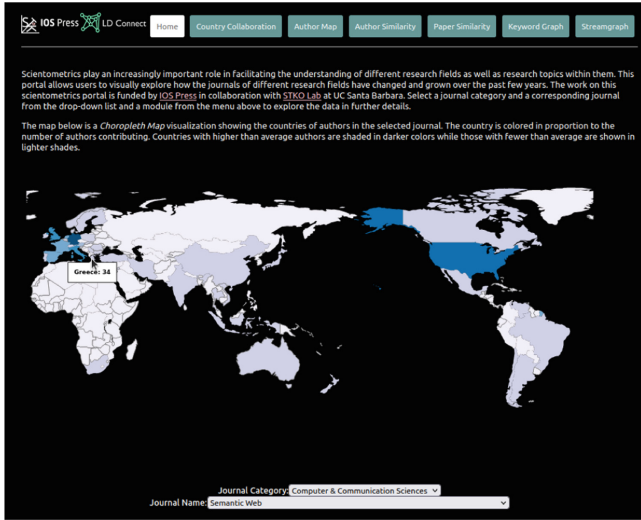 IOS Press LD Connect Home Country Collaboration Author Map Author Similarity Paper Similarity Keyword Graph Streamgraph
Scientometrics play an increasingly important role in facilitating the understanding of different research fields as well as research topics within them. This
portal allows users to visually explore how the journals of different research fields have changed and grown over the past few years. The work on this
scientometrics portal is funded by IOS Press in collaboration with STKO Lab at UC Santa Barbara. Select a journal category and a corresponding journal
from the drop-down list and a module from the menu above to explore the data in further details.
The map below is a Choropleth Map visualization showing the countries of authors in the selected journal. The country is colored in proportion to the
number of authors contributing. Countries with higher than average authors are shaded in darker colors while those with fewer than average are shown in
lighter shades.
Greece: 34
Journal Category: Computer & Communication Sciences
Journal Name: Semantic Web